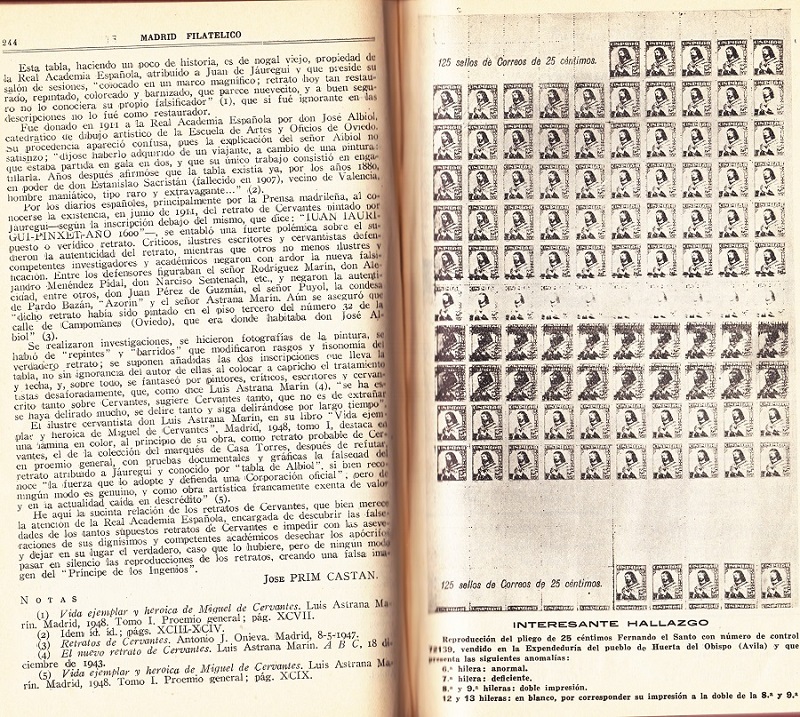 244
MADRID FILATELICO
Esta tabla, haciendo un poco de historia, es de nogal viejo, propiedad de
la Real Academia Española, atribuido a Juan de Jáuregui y que preside su
salón de sesiones, "colocado en un marco magnífico; retrato hoy tan restau-
rado, repintado, coloreado y barnizado, que parece nuevecito, y a buen segu-
ro no lo conociera su propio falsificador" (1), que si fué ignorante en las
descripciones no lo fué como restaurador.
Fue donado en 1911 a la Real Academia Española por don José Albiol,
catedrático de dibujo artístico de la Escuela de Artes y Oficios de Oviedo.
Su procedencia apareció confusa, pues la explicación del señor Albiol no
satisfizo; "díjose haberlo adquirido de un viajante, a cambio de una pintura
que estaba partida en gala en dos, y que su único trabajo consistió en enga-
tillarla. Años después afirmóse que la tabla existía ya, por los años 1880,
en poder de don Estanislao Sacristán (fallecido en 1907), vecino de Valencia,
hombre maniático, tipo raro y extravagante..." (2).
Por los diarios españoles, principalmente por la Prensa madrileña, al co-
nocerse la existencia, en junio de 1911, del retrato de Cervantes pintado por
Jáuregui—según la inscripción debajo del mismo, que dice: "IUAN IAURI-
GUI-PINXET-AÑO 1600"—, se entabló una fuerte polémica sobre el su-
puesto o verídico retrato. Críticos, ilustres escritores y cervantistas defen-
dieron la autenticidad del retrato, mientras que otros no menos ilustres y
competentes investigadores y académicos negaron con ardor la nueva falsi-
ficación. Entre los defensores figuraban el señor Rodríguez Marín, don Ale-
jandro Menéndez Pidal, don Narciso Sentenach, etc., y negaron la autenti-
cidad, entre otros, don Juan Pérez de Guzmán, el señor Puyol, la condesa
de Pardo Bazán, "Azorín" y el señor Astrana Marín. Aún se aseguró que
"dicho retrato había sido pintado en el piso tercero del número 32 de la
calle de Campomanes (Oviedo), que era donde habitaba don José Al-
biol" (3).
Se realizaron investigaciones, se hicieron fotografías de la pintura, se
habló de "repintes" y "barridos" que modificaron rasgos y fisonomía del
verdadero retrato; se suponen añadidas las dos inscripciones que lleva la
tabla, no sin ignorancia del autor de ellas al colocar a capricho el tratamiento
y fecha, y, sobre todo, se fantaseó por pintores, críticos, escritores y cervan-
tistas desaforadamente, que, como dice Luis Astrana Marín (4), "se ha es-
crito tanto sobre Cervantes, sugiere Cervantes tanto, que no es de extrañar
se haya delirado mucho, se delire tanto y siga delirándose por largo tiempo".
El ilustre cervantista don Luis Astrana Marín, en su libro "Vida ejem-
plar y heroica de Miguel de Cervantes", Madrid, 1948, tomo I, destaca en
una lámina en color, al principio de su obra, como retrato probable de Cer-
vantes, el de la colección del marqués de Casa Torres, después de refutar,
en proemio general, con pruebas documentales y gráficas la falsedad del
retrato atribuido a Jáuregui y conocido por "tabla de Albiol", si bien reco-
noce "la fuerza que lo adopte y defienda una Corporación oficial", pero de
ningún modo es genuino, y como obra artística francamente exenta de valor
y en la actualidad caída en descrédito" (5).
He aquí la sucinta relación de los retratos de Cervantes, que bien merece
la atención de la Real Academia Española, encargada de descubrir las false-
dades de los tantos supuestos retratos de Cervantes e impedir con las aseve-
raciones de sus dignísimos y competentes académicos desechar los apócrifos
y dejar en su lugar el verdadero, caso que lo hubiere, pero de ningún modo
pasar en silencio las reproducciones de los retratos, creando una falsa ima-
gen del "Príncipe de los Ingenios".
José PRIM CASTAN.
NOTAS
(1) Vida ejemplar y heroica de Miguel de Cervantes. Luis Astrana Ma-
rín. Madrid, 1948. Tomo I. Proemio general; pág. XCVII.
(2) Idem id. id.; págs. XCIII-XCIV.
(3) Retratos de Cervantes. Antonio J. Onieva. Madrid, 8-5-1947.
(4) El nuevo retrato de Cervantes. Luis Astrana Marín. A B C, 18 di-
ciembre de 1943.
(5) Vida ejemplar y heroica de Miguel de Cervantes. Luis Astrana Ma-
rín. Madrid, 1948. Tomo I. Proemio general; pág. XCIX.
125 sellos de Correos de 25 céntimos.
125 sellos de Correos de 25 céntimos.
INTERESANTE HALLAZGO
Reproducción del pliego de 25 céntimos Fernando el Santo con número de control
vendido en la Expendeduría del pueblo de Huerta del Obispo (Avila) y que
presenta las siguientes anomalías:
6.ª hilera: anormal.
7.ª hilera: deficiente.
8.ª y 9.ª hileras: doble impresión.
12 y 13 hileras: en blanco, por corresponder su impresión a la doble de la 8.ª y 9.ª